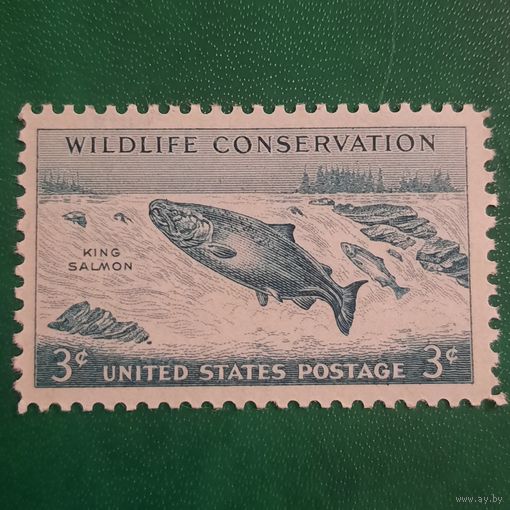 WILDLIFE CONSERVATION
KING
SALMON
3¢ UNITED STATES POSTAGE 3¢
www.ay.by